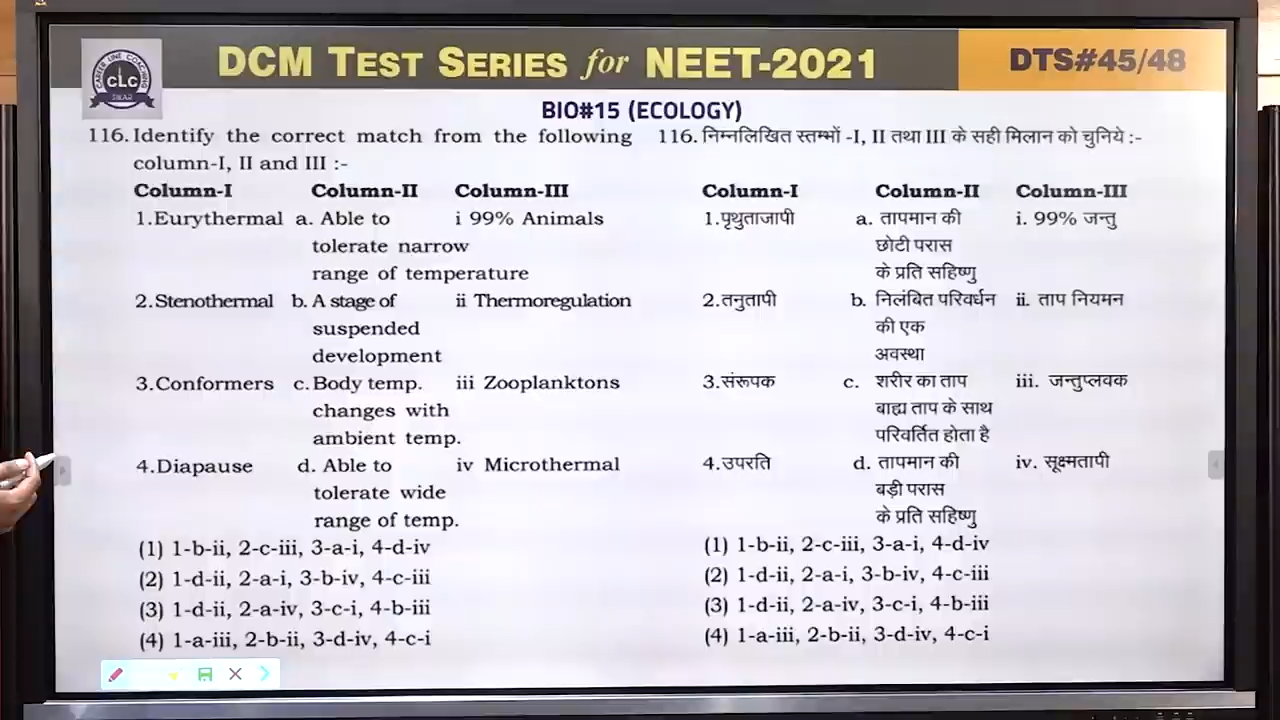 DCM TEST SERIES for NEET-2021
DTS#45/48
CAREER LINE COACHING
CLC
SIKAR
BIO#15 (ECOLOGY)
116. Identify the correct match from the following
column-I, II and III :-
Column-I Column-II Column-III
1.Eurythermal a. Able to i 99% Animals
tolerate narrow
range of temperature
2.Stenothermal b. A stage of ii Thermoregulation
suspended
development
3.Conformers c. Body temp. iii Zooplanktons
changes with
ambient temp.
4.Diapause d. Able to iv Microthermal
tolerate wide
range of temp.
(1) 1-b-ii, 2-c-iii, 3-a-i, 4-d-iv
(2) 1-d-ii, 2-a-i, 3-b-iv, 4-c-iii
(3) 1-d-ii, 2-a-iv, 3-c-i, 4-b-iii
(4) 1-a-iii, 2-b-ii, 3-d-iv, 4-c-i
116. निम्नलिखित स्तम्भों -I, II तथा III के सही मिलान को चुनिये :-
Column-I Column-II Column-III
1.पृथुताजापी a. तापमान की i. 99% जन्तु
छोटी परास
के प्रति सहिष्णु
2.तनुतापी b. निलंबित परिवर्धन ii. ताप नियमन
की एक
अवस्था
3.संरूपक c. शरीर का ताप iii. जन्तुप्लवक
बाह्य ताप के साथ
परिवर्तित होता है
4.उपरति d. तापमान की iv. सूक्ष्मतापी
बड़ी परास
के प्रति सहिष्णु
(1) 1-b-ii, 2-c-iii, 3-a-i, 4-d-iv
(2) 1-d-ii, 2-a-i, 3-b-iv, 4-c-iii
(3) 1-d-ii, 2-a-iv, 3-c-i, 4-b-iii
(4) 1-a-iii, 2-b-ii, 3-d-iv, 4-c-i